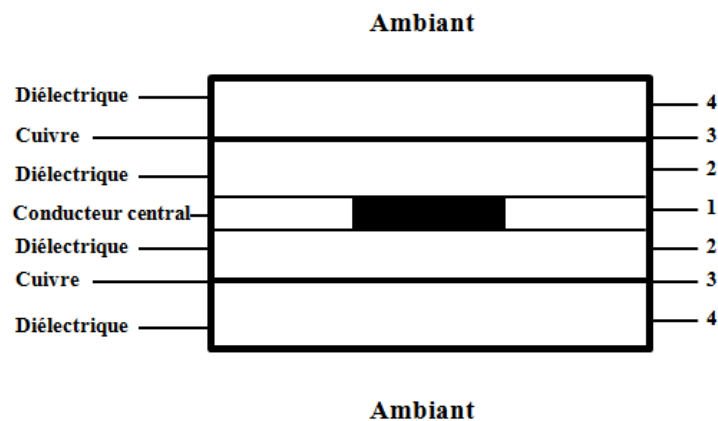 Ambiant
Diélectrique
4
Cuivre
3
Diélectrique
2
Conducteur central
1
Diélectrique
2
Cuivre
3
Diélectrique
4
Ambiant